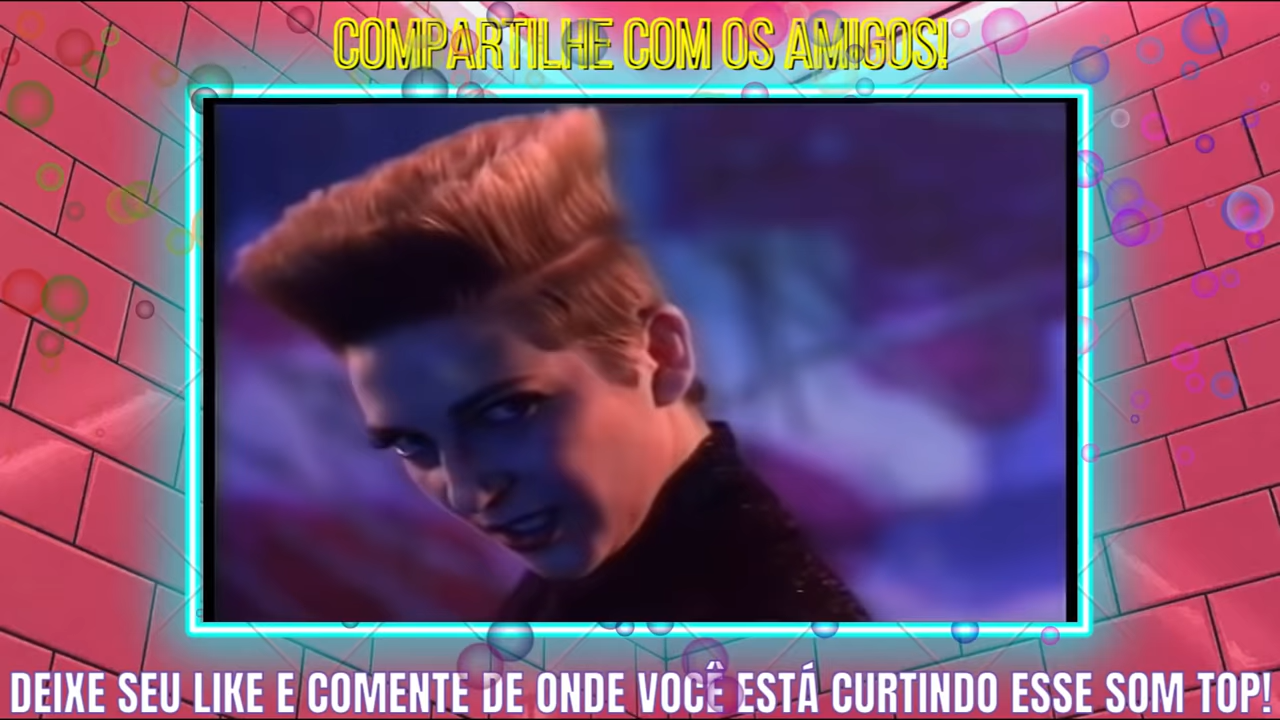 COMPARTILHE COM OS AMIGOS!
DEIXE SEU LIKE E COMENTE DE ONDE VOCÊ ESTÁ CURTINDO ESSE SOM TOP!